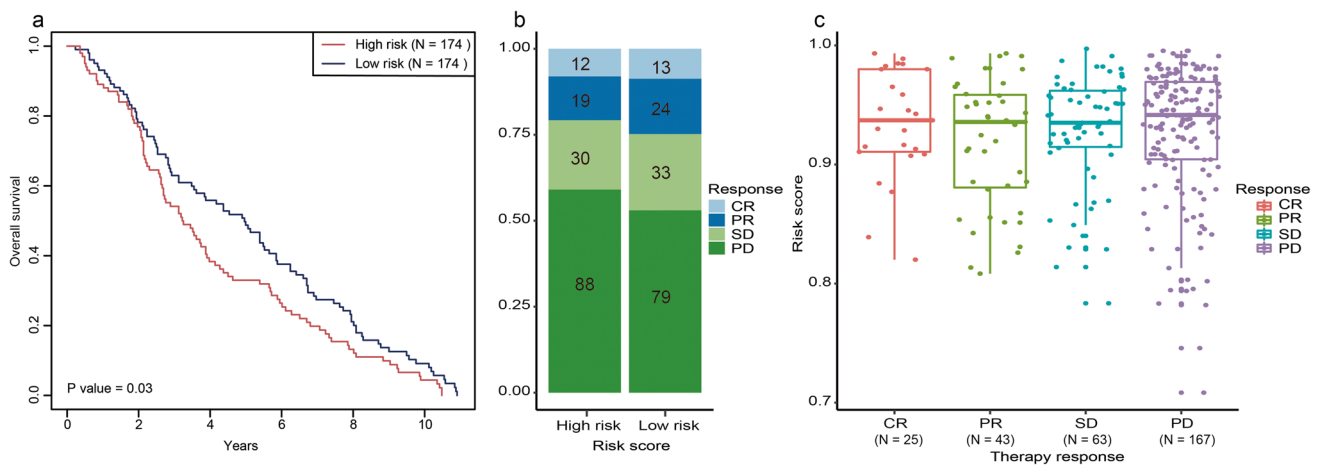 a
High risk (N = 174 )
Low risk (N = 174 )
Overall survival
1.0
0.8
0.6
0.4
0.2
0.0
P value = 0.03
0 2 4 6 8 10
Years
b
1.00
0.75
0.50
0.25
0.00
12 13
19 24
30 33
88 79
High risk Low risk
Risk score
Response
CR
PR
SD
PD
c
Risk score
1.0
0.9
0.8
0.7
CR PR SD PD
(N = 25) (N = 43) (N = 63) (N = 167)
Therapy response
Response
CR
PR
SD
PD